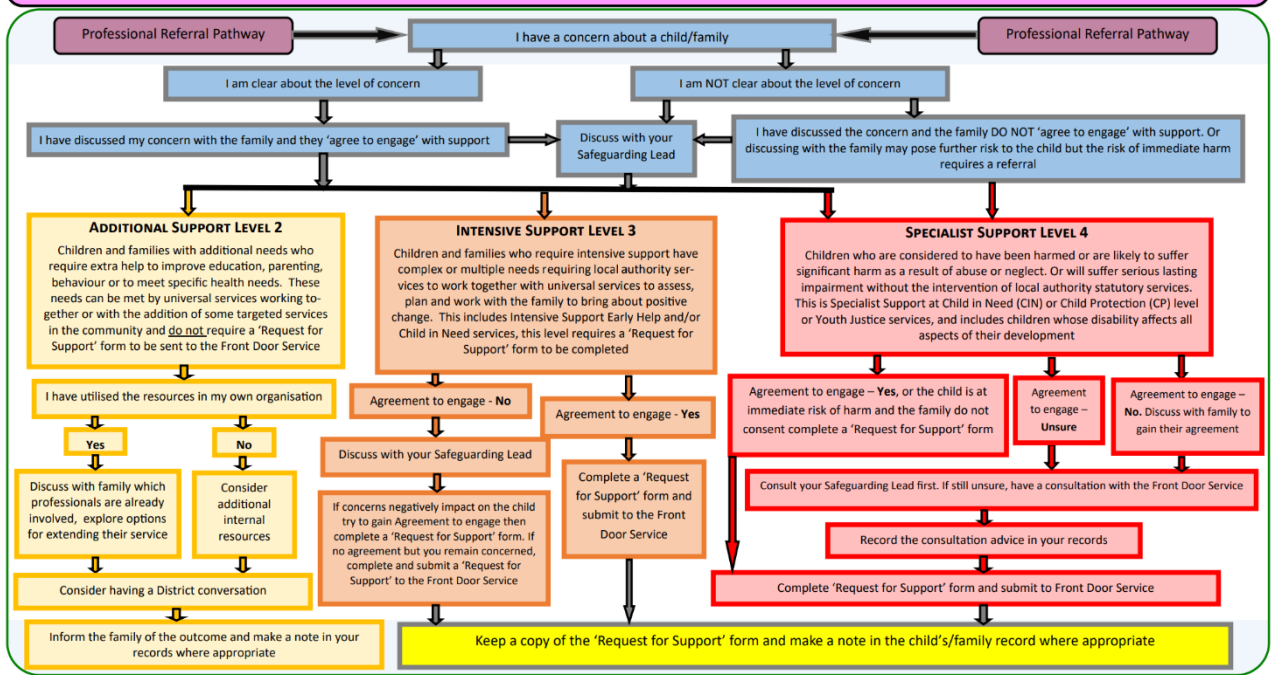 Professional Referral Pathway
I have a concern about a child/family
Professional Referral Pathway
I am clear about the level of concern
I am NOT clear about the level of concern
I have discussed my concern with the family and they ‘agree to engage’ with support
Discuss with your
Safeguarding Lead
I have discussed the concern and the family DO NOT ‘agree to engage’ with support. Or
discussing with the family may pose further risk to the child but the risk of immediate harm
requires a referral
ADDITIONAL SUPPORT LEVEL 2
Children and families with additional needs who
require extra help to improve education, parenting,
behaviour or to meet specific health needs. These
needs can be met by universal services working to-
gether or with the addition of some targeted services
in the community and do not require a ‘Request for
Support’ form to be sent to the Front Door Service
INTENSIVE SUPPORT LEVEL 3
Children and families who require intensive support have
complex or multiple needs requiring local authority ser-
vices to work together with universal services to assess,
plan and work with the family to bring about positive
change. This includes Intensive Support Early Help and/or
Child in Need services, this level requires a ‘Request for
Support’ form to be completed
SPECIALIST SUPPORT LEVEL 4
Children who are considered to have been harmed or are likely to suffer
significant harm as a result of abuse or neglect. Or will suffer serious lasting
impairment without the intervention of local authority statutory services.
This is Specialist Support at Child in Need (CIN) or Child Protection (CP) level
or Youth Justice services, and includes children whose disability affects all
aspects of their development
I have utilised the resources in my own organisation
Yes
No
Discuss with family which
professionals are already
involved, explore options
for extending their service
Consider
additional
internal
resources
Consider having a District conversation
Inform the family of the outcome and make a note in your
records where appropriate
Agreement to engage - No
Discuss with your Safeguarding Lead
If concerns negatively impact on the child
try to gain Agreement to engage then
complete a ‘Request for Support’ form. If
no agreement but you remain concerned,
complete and submit a ‘Request for
Support’ to the Front Door Service
Agreement to engage - Yes
Complete a ‘Request
for Support’ form and
submit to the Front
Door Service
Agreement to engage – Yes, or the child is at
immediate risk of harm and the family do not
consent complete a ‘Request for Support’ form
Agreement
to engage –
Unsure
Agreement to engage –
No. Discuss with family to
gain their agreement
Consult your Safeguarding Lead first. If still unsure, have a consultation with the Front Door Service
Record the consultation advice in your records
Complete ‘Request for Support’ form and submit to Front Door Service
Keep a copy of the ‘Request for Support’ form and make a note in the child’s/family record where appropriate